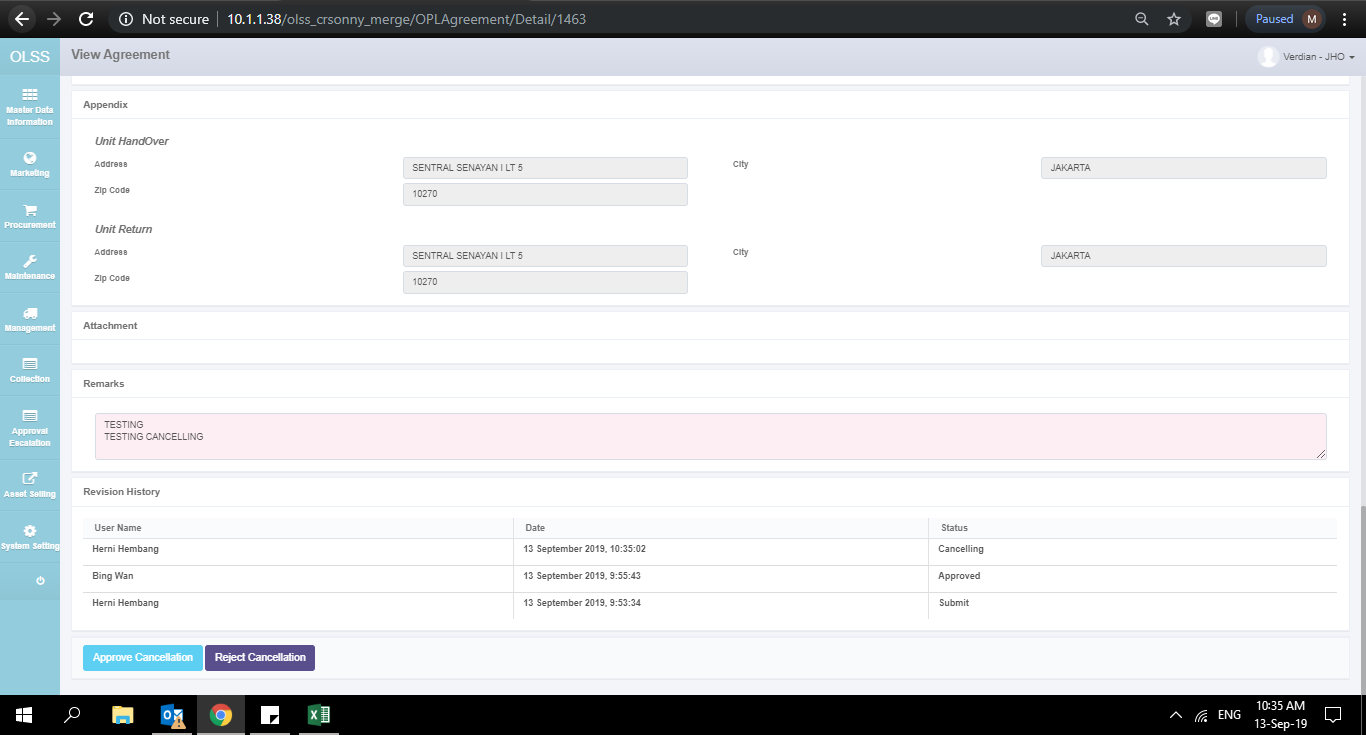 Not secure | 10.1.1.38/olss_crsonny_merge/OPLAgreement/Detail/1463 Paused M
OLSS View Agreement Verdian - JHO
Master Data
Information
Marketing
Procurement
Maintenance
Management
Collection
Approval
Escalation
Asset Selling
System Setting
Appendix
Unit HandOver
Address SENTRAL SENAYAN I LT 5 City JAKARTA
Zip Code 10270
Unit Return
Address SENTRAL SENAYAN I LT 5 City JAKARTA
Zip Code 10270
Attachment
Remarks
TESTING
TESTING CANCELLING
Revision History
User Name Date Status
Herni Hembang 13 September 2019, 10:35:02 Cancelling
Bing Wan 13 September 2019, 9:55:43 Approved
Herni Hembang 13 September 2019, 9:53:34 Submit
Approve Cancellation Reject Cancellation
ENG 10:35 AM
13-Sep-19